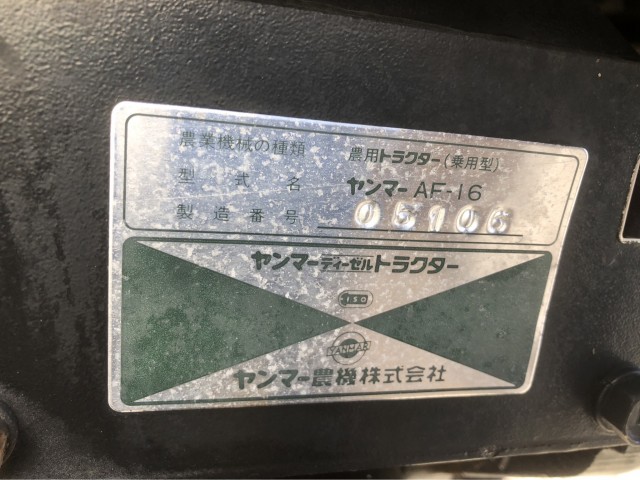 農業機械の種類 農用トラクター(乗用型)
型式名 ヤンマー AF-16
製造番号 05106
ヤンマーディーゼルトラクター
ISO
YANMAR
ヤンマー農機株式会社